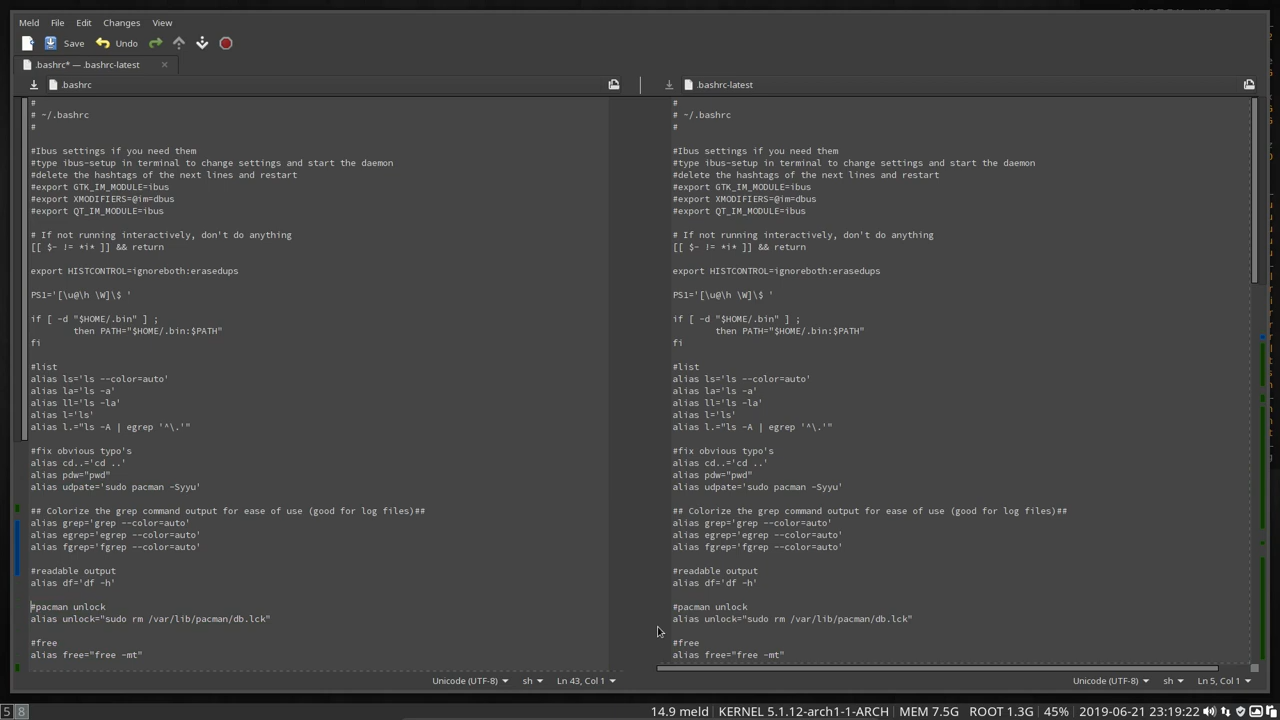 Meld File Edit Changes View
Save Undo
.bashrc* — .bashrc-latest
.bashrc
#
# ~/.bashrc
#
#Ibus settings if you need them
#type ibus-setup in terminal to change settings and start the daemon
#delete the hashtags of the next lines and restart
#export GTK_IM_MODULE=ibus
#export XMODIFIERS=@im=dbus
#export QT_IM_MODULE=ibus
# If not running interactively, don't do anything
[[ $- != *i* ]] && return
export HISTCONTROL=ignoreboth:erasedups
PS1='[\u@\h \W]\$ '
if [ -d "$HOME/.bin" ] ;
then PATH="$HOME/.bin:$PATH"
fi
#list
alias ls='ls --color=auto'
alias la='ls -a'
alias ll='ls -la'
alias l='ls'
alias l.="ls -A | egrep '^\.'"
#fix obvious typo's
alias cd..='cd ..'
alias pdw="pwd"
alias udpate='sudo pacman -Syyu'
## Colorize the grep command output for ease of use (good for log files)##
alias grep='grep --color=auto'
alias egrep='egrep --color=auto'
alias fgrep='fgrep --color=auto'
#readable output
alias df='df -h'
#pacman unlock
alias unlock="sudo rm /var/lib/pacman/db.lck"
#free
alias free="free -mt"
Unicode (UTF-8) sh Ln 43, Col 1
.bashrc-latest
#
# ~/.bashrc
#
#Ibus settings if you need them
#type ibus-setup in terminal to change settings and start the daemon
#delete the hashtags of the next lines and restart
#export GTK_IM_MODULE=ibus
#export XMODIFIERS=@im=dbus
#export QT_IM_MODULE=ibus
# If not running interactively, don't do anything
[[ $- != *i* ]] && return
export HISTCONTROL=ignoreboth:erasedups
PS1='[\u@\h \W]\$ '
if [ -d "$HOME/.bin" ] ;
then PATH="$HOME/.bin:$PATH"
fi
#list
alias ls='ls --color=auto'
alias la='ls -a'
alias ll='ls -la'
alias l='ls'
alias l.="ls -A | egrep '^\.'"
#fix obvious typo's
alias cd..='cd ..'
alias pdw="pwd"
alias udpate='sudo pacman -Syyu'
## Colorize the grep command output for ease of use (good for log files)##
alias grep='grep --color=auto'
alias egrep='egrep --color=auto'
alias fgrep='fgrep --color=auto'
#readable output
alias df='df -h'
#pacman unlock
alias unlock="sudo rm /var/lib/pacman/db.lck"
#free
alias free="free -mt"
Unicode (UTF-8) sh Ln 5, Col 1
5 8 14.9 meld KERNEL 5.1.12-arch1-1-ARCH MEM 7.5G ROOT 1.3G 45% 2019-06-21 23:19:22